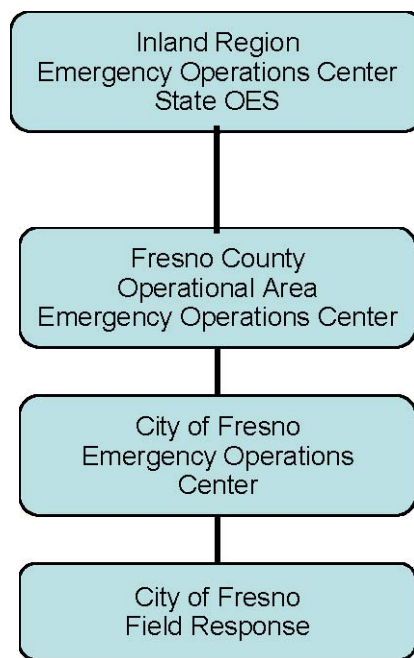 Inland Region
Emergency Operations Center
State OES
Fresno County
Operational Area
Emergency Operations Center
City of Fresno
Emergency Operations
Center
City of Fresno
Field Response